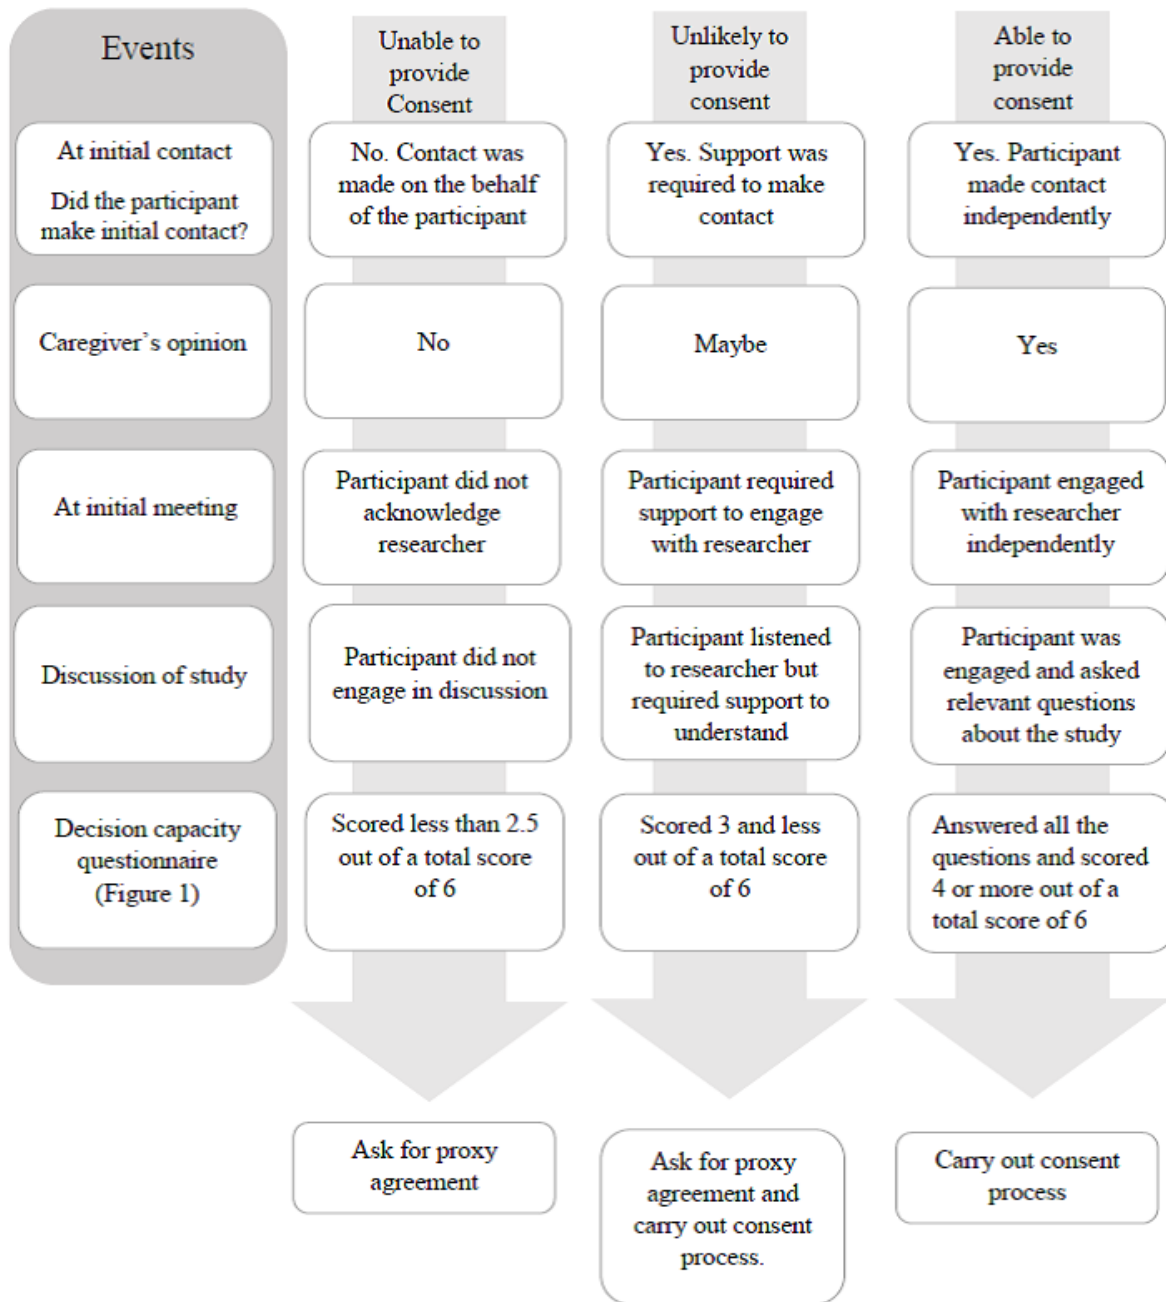 Events
Unable to
provide
Consent
Unlikely to
provide
consent
Able to
provide
consent
At initial contact
Did the participant
make initial contact?
No. Contact was
made on the behalf
of the participant
Yes. Support was
required to make
contact
Yes. Participant
made contact
independently
Caregiver’s opinion
No
Maybe
Yes
At initial meeting
Participant did not
acknowledge
researcher
Participant required
support to engage
with researcher
Participant engaged
with researcher
independently
Discussion of study
Participant did not
engage in discussion
Participant listened
to researcher but
required support to
understand
Participant was
engaged and asked
relevant questions
about the study
Decision capacity
questionnaire
(Figure 1)
Scored less than 2.5
out of a total score
of 6
Scored 3 and less
out of a total score
of 6
Answered all the
questions and scored
4 or more out of a
total score of 6
Ask for proxy
agreement
Ask for proxy
agreement and
carry out consent
process.
Carry out consent
process